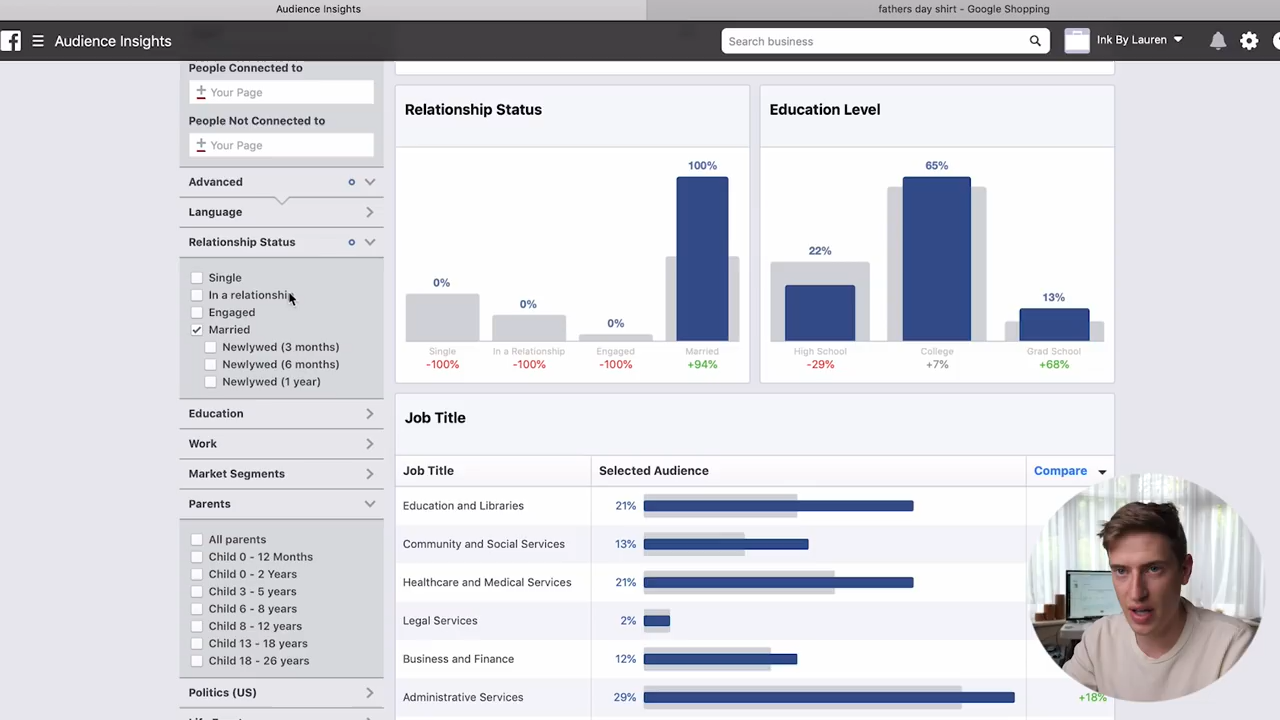 Audience Insights
fathers day shirt - Google Shopping
Audience Insights
Search business
Ink By Lauren
People Connected to
Your Page
People Not Connected to
Your Page
Advanced
Language
Relationship Status
Single
In a relationship
Engaged
Married
Newlywed (3 months)
Newlywed (6 months)
Newlywed (1 year)
Education
Work
Market Segments
Parents
All parents
Child 0 - 12 Months
Child 0 - 2 Years
Child 3 - 5 years
Child 6 - 8 years
Child 8 - 12 years
Child 13 - 18 years
Child 18 - 26 years
Politics (US)
Relationship Status
0%
0%
0%
100%
Single
In a Relationship
Engaged
Married
-100%
-100%
-100%
+94%
Education Level
22%
65%
13%
High School
College
Grad School
-29%
+7%
+68%
Job Title
Job Title
Selected Audience
Compare
Education and Libraries
21%
Community and Social Services
13%
Healthcare and Medical Services
21%
Legal Services
2%
Business and Finance
12%
Administrative Services
29%
+18%